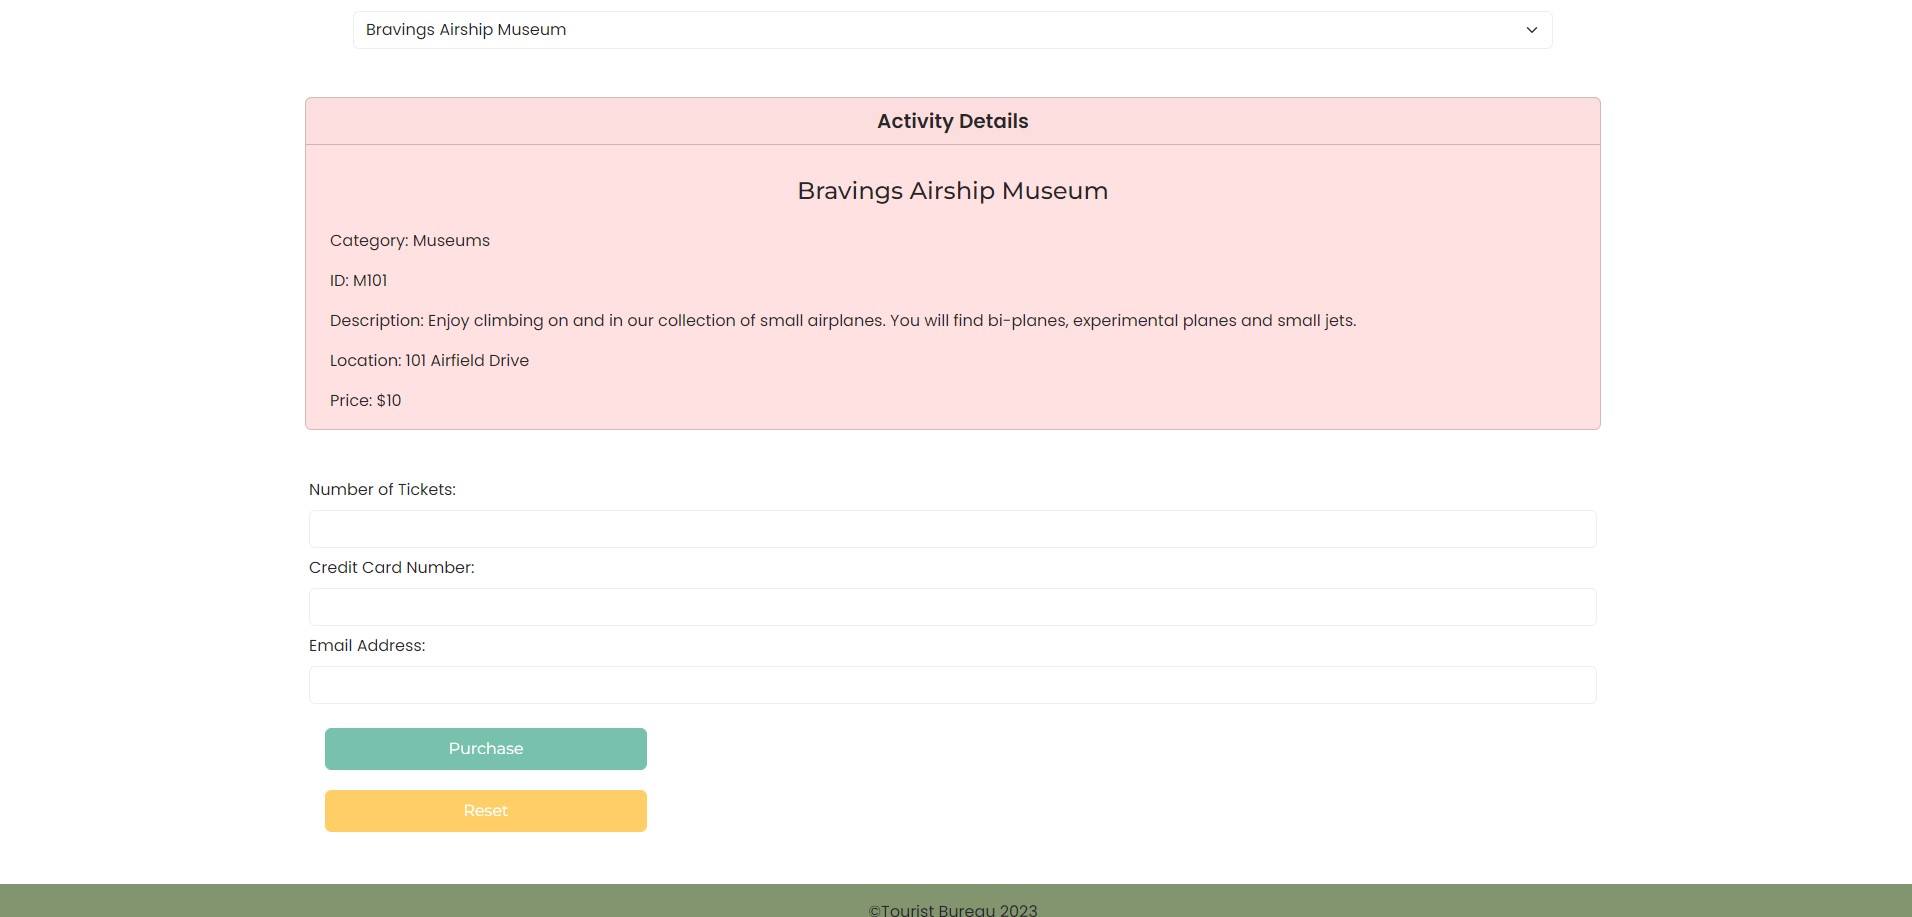 Bravings Airship Museum
Activity Details
Bravings Airship Museum
Category: Museums
ID: M101
Description: Enjoy climbing on and in our collection of small airplanes. You will find bi-planes, experimental planes and small jets.
Location: 101 Airfield Drive
Price: $10
Number of Tickets:
Credit Card Number:
Email Address:
Purchase
Reset
©Tourist Bureau 2023